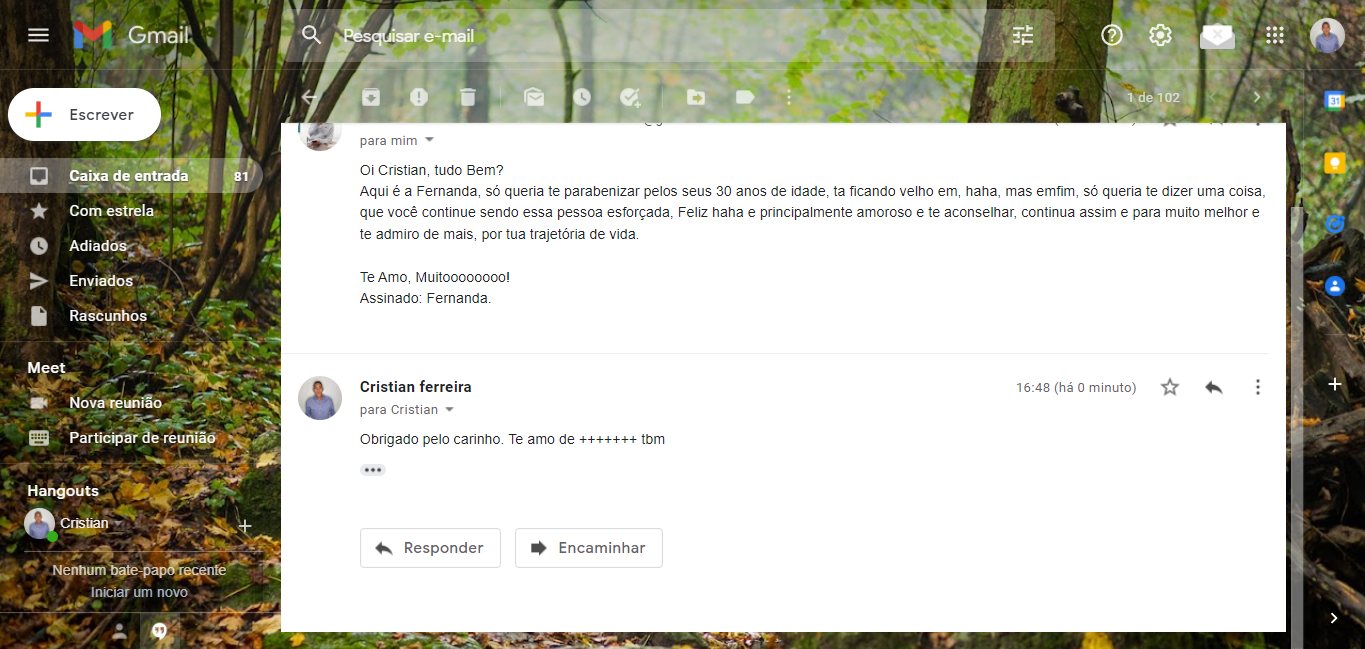 Gmail
Pesquisar e-mail
Escrever
1 de 102
31
Caixa de entrada 81
Com estrela
Adiados
Enviados
Rascunhos
Meet
Nova reunião
Participar de reunião
Hangouts
Cristian
Nenhum bate-papo recente
Iniciar um novo
para mim
Oi Cristian, tudo Bem?
Aqui é a Fernanda, só queria te parabenizar pelos seus 30 anos de idade, ta ficando velho em, haha, mas emfim, só queria te dizer uma coisa,
que você continue sendo essa pessoa esforçada, Feliz haha e principalmente amoroso e te aconselhar, continua assim e para muito melhor e
te admiro de mais, por tua trajetória de vida.
Te Amo, Muitoooooooo!
Assinado: Fernanda.
Cristian ferreira
16:48 (há 0 minuto)
para Cristian
Obrigado pelo carinho. Te amo de +++++++ tbm
Responder
Encaminhar